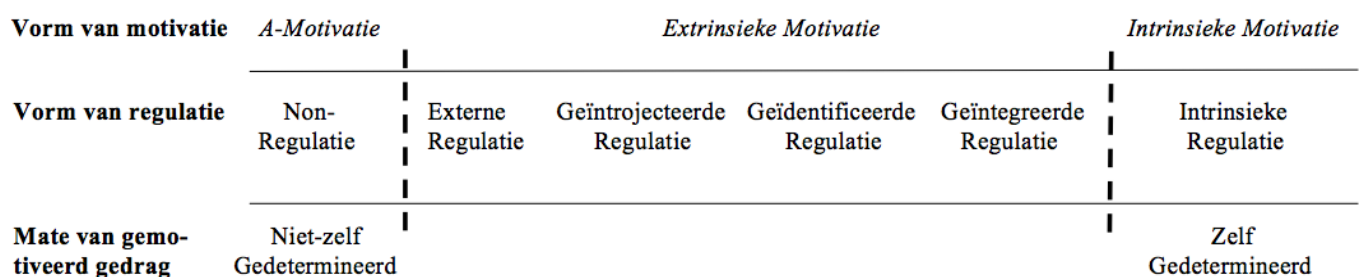 Vorm van motivatie A-Motivatie Extrinsieke Motivatie Intrinsieke Motivatie
Vorm van regulatie Non- Externe Geïntrojecteerde Geïdentificeerde Geïntegreerde Intrinsieke
Regulatie Regulatie Regulatie Regulatie Regulatie Regulatie
Mate van gemo- Niet-zelf Zelf
tiveerd gedrag Gedetermineerd Gedetermineerd